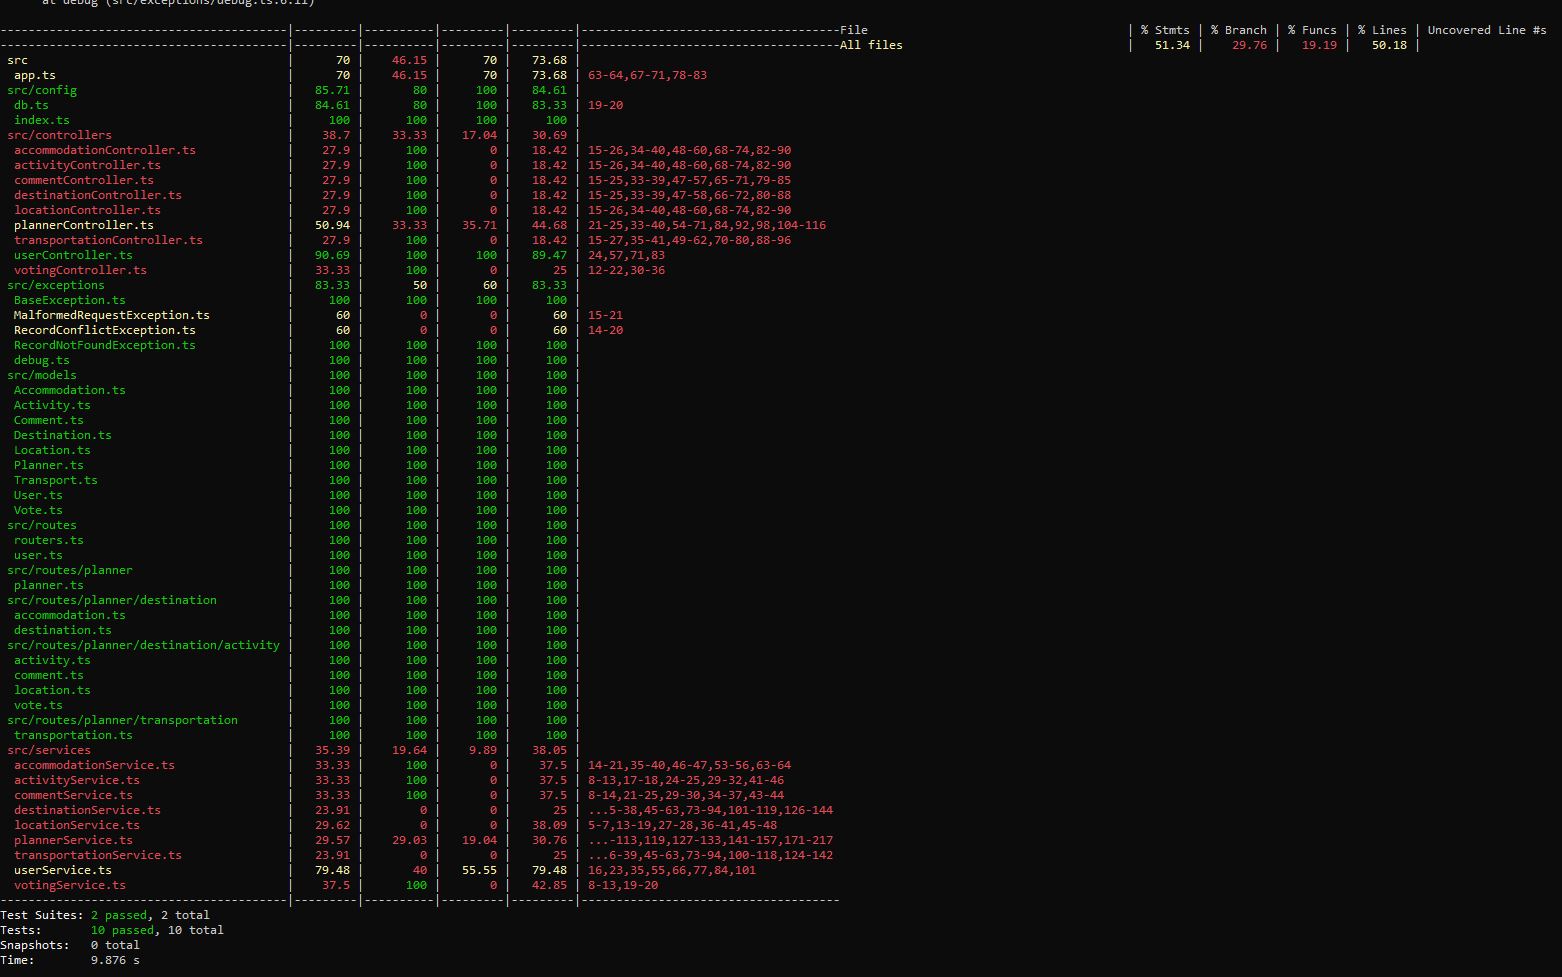 at debug (src/exceptions/debug.ts:6:11)
---------------------------------------|---------|----------|---------|---------|-------------------------------------File | % Stmts | % Branch | % Funcs | % Lines | Uncovered Line #s
---------------------------------------|---------|----------|---------|---------|-------------------------------------All files | 51.34 | 29.76 | 19.19 | 50.18 |
src | 70 | 46.15 | 70 | 73.68 |
app.ts | 70 | 46.15 | 70 | 73.68 | 63-64,67-71,78-83
src/config | 85.71 | 80 | 100 | 84.61 |
db.ts | 84.61 | 80 | 100 | 83.33 | 19-20
index.ts | 100 | 100 | 100 | 100 |
src/controllers | 38.7 | 33.33 | 17.04 | 30.69 |
accommodationController.ts | 27.9 | 100 | 0 | 18.42 | 15-26,34-40,48-60,68-74,82-90
activityController.ts | 27.9 | 100 | 0 | 18.42 | 15-26,34-40,48-60,68-74,82-90
commentController.ts | 27.9 | 100 | 0 | 18.42 | 15-25,33-39,47-57,65-71,79-85
destinationController.ts | 27.9 | 100 | 0 | 18.42 | 15-25,33-39,47-58,66-72,80-88
locationController.ts | 27.9 | 100 | 0 | 18.42 | 15-26,34-40,48-60,68-74,82-90
plannerController.ts | 50.94 | 33.33 | 35.71 | 44.68 | 21-25,33-40,54-71,84,92,98,104-116
transportationController.ts | 27.9 | 100 | 0 | 18.42 | 15-27,35-41,49-62,70-80,88-96
userController.ts | 90.69 | 100 | 100 | 89.47 | 24,57,71,83
votingController.ts | 33.33 | 100 | 0 | 25 | 12-22,30-36
src/exceptions | 83.33 | 50 | 60 | 83.33 |
BaseException.ts | 100 | 100 | 100 | 100 |
MalformedRequestException.ts | 60 | 0 | 0 | 60 | 15-21
RecordConflictException.ts | 60 | 0 | 0 | 60 | 14-20
RecordNotFoundException.ts | 100 | 100 | 100 | 100 |
debug.ts | 100 | 100 | 100 | 100 |
src/models | 100 | 100 | 100 | 100 |
Accommodation.ts | 100 | 100 | 100 | 100 |
Activity.ts | 100 | 100 | 100 | 100 |
Comment.ts | 100 | 100 | 100 | 100 |
Destination.ts | 100 | 100 | 100 | 100 |
Location.ts | 100 | 100 | 100 | 100 |
Planner.ts | 100 | 100 | 100 | 100 |
Transport.ts | 100 | 100 | 100 | 100 |
User.ts | 100 | 100 | 100 | 100 |
Vote.ts | 100 | 100 | 100 | 100 |
src/routes | 100 | 100 | 100 | 100 |
routers.ts | 100 | 100 | 100 | 100 |
user.ts | 100 | 100 | 100 | 100 |
src/routes/planner | 100 | 100 | 100 | 100 |
planner.ts | 100 | 100 | 100 | 100 |
src/routes/planner/destination | 100 | 100 | 100 | 100 |
accommodation.ts | 100 | 100 | 100 | 100 |
destination.ts | 100 | 100 | 100 | 100 |
src/routes/planner/destination/activity | 100 | 100 | 100 | 100 |
activity.ts | 100 | 100 | 100 | 100 |
comment.ts | 100 | 100 | 100 | 100 |
location.ts | 100 | 100 | 100 | 100 |
vote.ts | 100 | 100 | 100 | 100 |
src/routes/planner/transportation | 100 | 100 | 100 | 100 |
transportation.ts | 100 | 100 | 100 | 100 |
src/services | 35.39 | 19.64 | 9.89 | 38.05 |
accommodationService.ts | 33.33 | 100 | 0 | 37.5 | 14-21,35-40,46-47,53-56,63-64
activityService.ts | 33.33 | 100 | 0 | 37.5 | 8-13,17-18,24-25,29-32,41-46
commentService.ts | 33.33 | 100 | 0 | 37.5 | 8-14,21-25,29-30,34-37,43-44
destinationService.ts | 23.91 | 0 | 0 | 25 | ...5-38,45-63,73-94,101-119,126-144
locationService.ts | 29.62 | 0 | 0 | 38.09 | 5-7,13-19,27-28,36-41,45-48
plannerService.ts | 29.57 | 29.03 | 19.04 | 30.76 | ...-113,119,127-133,141-157,171-217
transportationService.ts | 23.91 | 0 | 0 | 25 | ...6-39,45-63,73-94,100-118,124-142
userService.ts | 79.48 | 40 | 55.55 | 79.48 | 16,23,35,55,66,77,84,101
votingService.ts | 37.5 | 100 | 0 | 42.85 | 8-13,19-20
---------------------------------------|---------|----------|---------|---------|-------------------------------------
Test Suites: 2 passed, 2 total
Tests: 10 passed, 10 total
Snapshots: 0 total
Time: 9.876 s